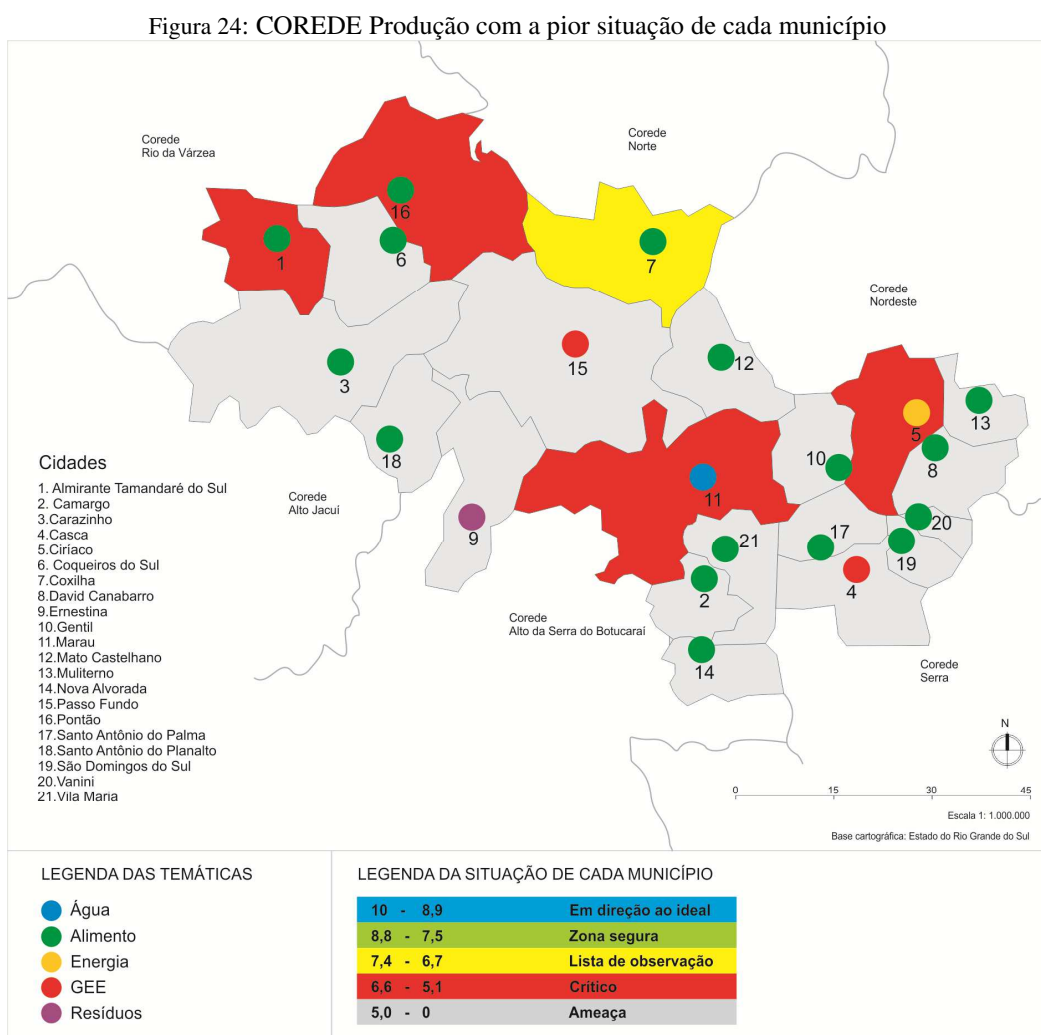 Figura 24: COREDE Produção com a pior situação de cada município
Corede
Rio da Várzea
Corede
Norte
Corede
Nordeste
Corede
Alto Jacuí
Corede
Alto da Serra do Botucaraí
Corede
Serra
16
1
6
7
3
15
12
13
5
8
18
10
11
9
20
17
21
19
4
2
14
Cidades
1. Almirante Tamandaré do Sul
2. Camargo
3.Carazinho
4.Casca
5.Ciríaco
6. Coqueiros do Sul
7.Coxilha
8.David Canabarro
9.Ernestina
10.Gentil
11.Marau
12.Mato Castelhano
13.Muliterno
14.Nova Alvorada
15.Passo Fundo
16.Pontão
17.Santo Antônio do Palma
18.Santo Antônio do Planalto
19.São Domingos do Sul
20.Vanini
21.Vila Maria
N
0 15 30 45
Escala 1: 1.000.000
Base cartográfica: Estado do Rio Grande do Sul
LEGENDA DAS TEMÁTICAS
Água
Alimento
Energia
GEE
Resíduos
LEGENDA DA SITUAÇÃO DE CADA MUNICÍPIO
10 - 8,9 Em direção ao ideal
8,8 - 7,5 Zona segura
7,4 - 6,7 Lista de observação
6,6 - 5,1 Crítico
5,0 - 0 Ameaça